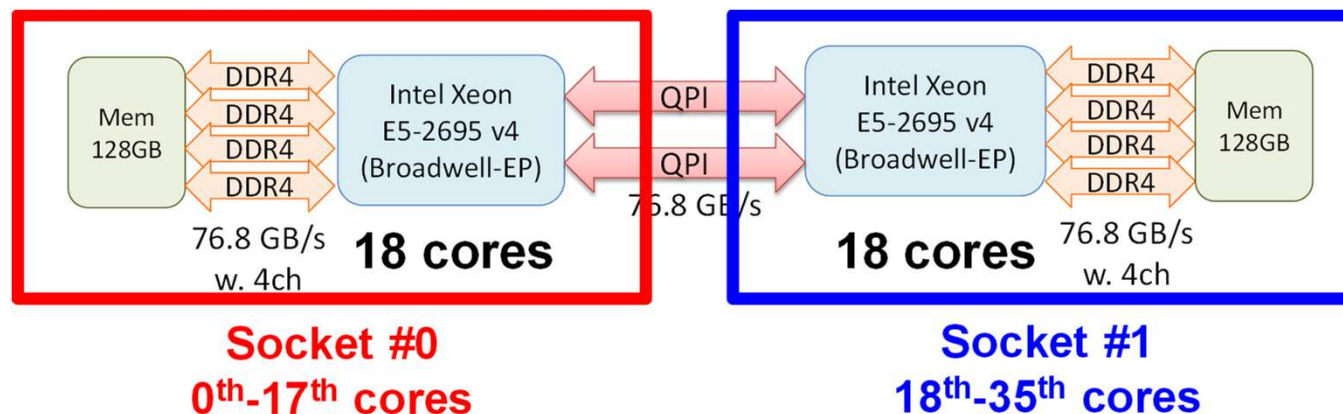 Mem
128GB
DDR4
DDR4
DDR4
DDR4
76.8 GB/s
w. 4ch
Intel Xeon
E5-2695 v4
(Broadwell-EP)
18 cores
QPI
QPI
76.8 GB/s
Intel Xeon
E5-2695 v4
(Broadwell-EP)
18 cores
DDR4
DDR4
DDR4
DDR4
76.8 GB/s
w. 4ch
Mem
128GB
Socket #0
0th-17th cores
Socket #1
18th-35th cores